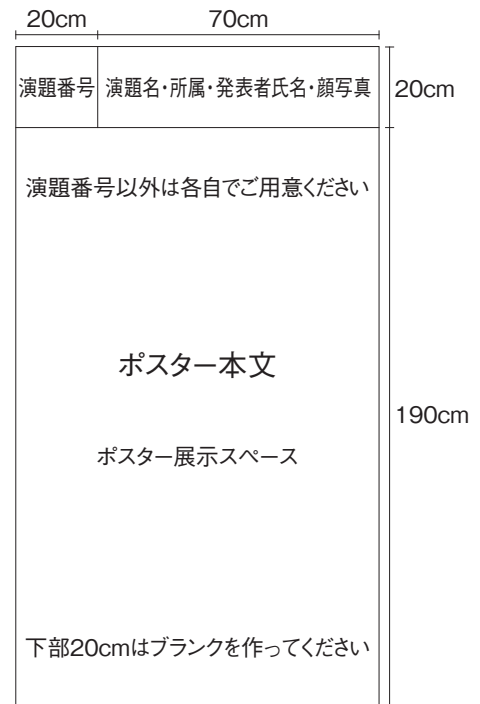 20cm 70cm
演題番号 演題名・所属・発表者氏名・顔写真 20cm
演題番号以外は各自でご用意ください
ポスター本文
190cm
ポスター展示スペース
下部20cmはブランクを作ってください